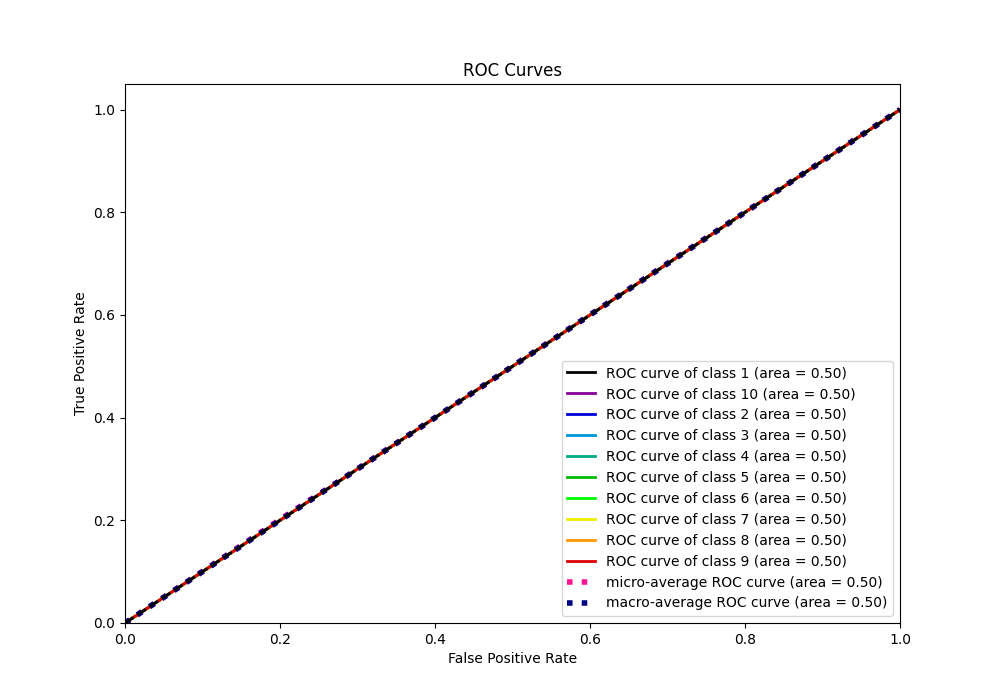 ROC Curves
True Positive Rate
1.0
0.8
0.6
0.4
0.2
0.0
ROC curve of class 1 (area = 0.50)
ROC curve of class 10 (area = 0.50)
ROC curve of class 2 (area = 0.50)
ROC curve of class 3 (area = 0.50)
ROC curve of class 4 (area = 0.50)
ROC curve of class 5 (area = 0.50)
ROC curve of class 6 (area = 0.50)
ROC curve of class 7 (area = 0.50)
ROC curve of class 8 (area = 0.50)
ROC curve of class 9 (area = 0.50)
micro-average ROC curve (area = 0.50)
macro-average ROC curve (area = 0.50)
0.0 0.2 0.4 0.6 0.8 1.0
False Positive Rate